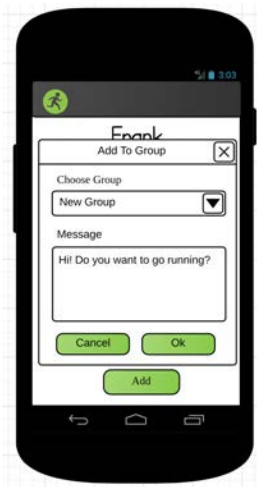 3:03
Add To Group
Choose Group
New Group
Message
Hi! Do you want to go running?
Cancel
Ok
Add